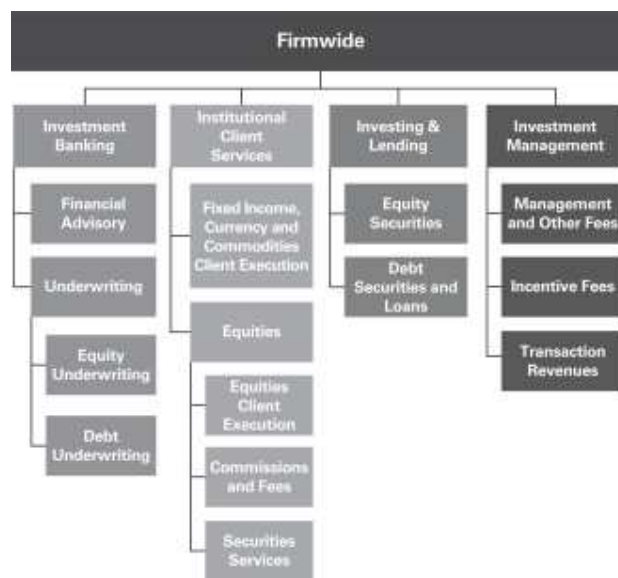 Firmwide
Investment
Banking
Financial
Advisory
Underwriting
Equity
Underwriting
Debt
Underwriting
Institutional
Client
Services
Fixed Income,
Currency and
Commodities
Client Execution
Equities
Equities
Client
Execution
Commissions
and Fees
Securities
Services
Investing &
Lending
Equity
Securities
Debt
Securities and
Loans
Investment
Management
Management
and Other Fees
Incentive Fees
Transaction
Revenues